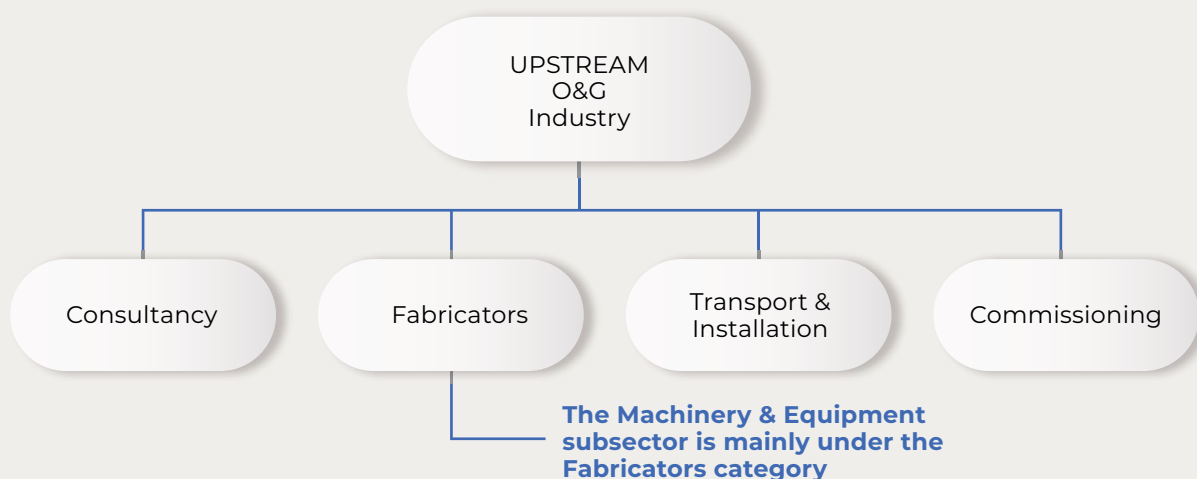 UPSTREAM
O&G
Industry
Consultancy
Fabricators
Transport &
Installation
Commissioning
The Machinery & Equipment
subsector is mainly under the
Fabricators category